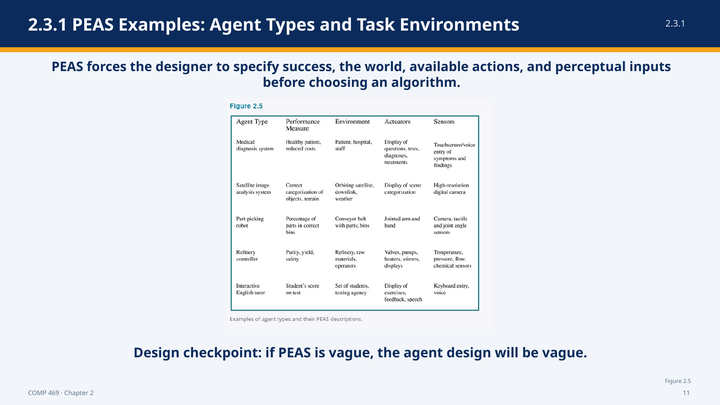 2.3.1 PEAS Examples: Agent Types and Task Environments
2.3.1
PEAS forces the designer to specify success, the world, available actions, and perceptual inputs
before choosing an algorithm.
Figure 2.5
Agent Type Performance Measure Environment Actuators Sensors
Medical diagnosis system Healthy patient, reduced costs Patient, hospital, staff Display of questions, tests, diagnoses, treatments Touchscreen/voice entry of symptoms and findings
Satellite image analysis system Correct categorization of objects, terrain Orbiting satellite, downlink, weather Display of scene categorization High-resolution digital camera
Part-picking robot Percentage of parts in correct bins Conveyor belt with parts; bins Jointed arm and hand Camera, tactile and joint angle sensors
Refinery controller Purity, yield, safety Refinery, raw materials, operators Valves, pumps, heaters, stirrers, displays Temperature, pressure, flow, chemical sensors
Interactive English tutor Student's score on test Set of students, testing agency Display of exercises, feedback, speech Keyboard entry, voice
Examples of agent types and their PEAS descriptions.
Design checkpoint: if PEAS is vague, the agent design will be vague.
Figure 2.5
COMP 469 · Chapter 2
11